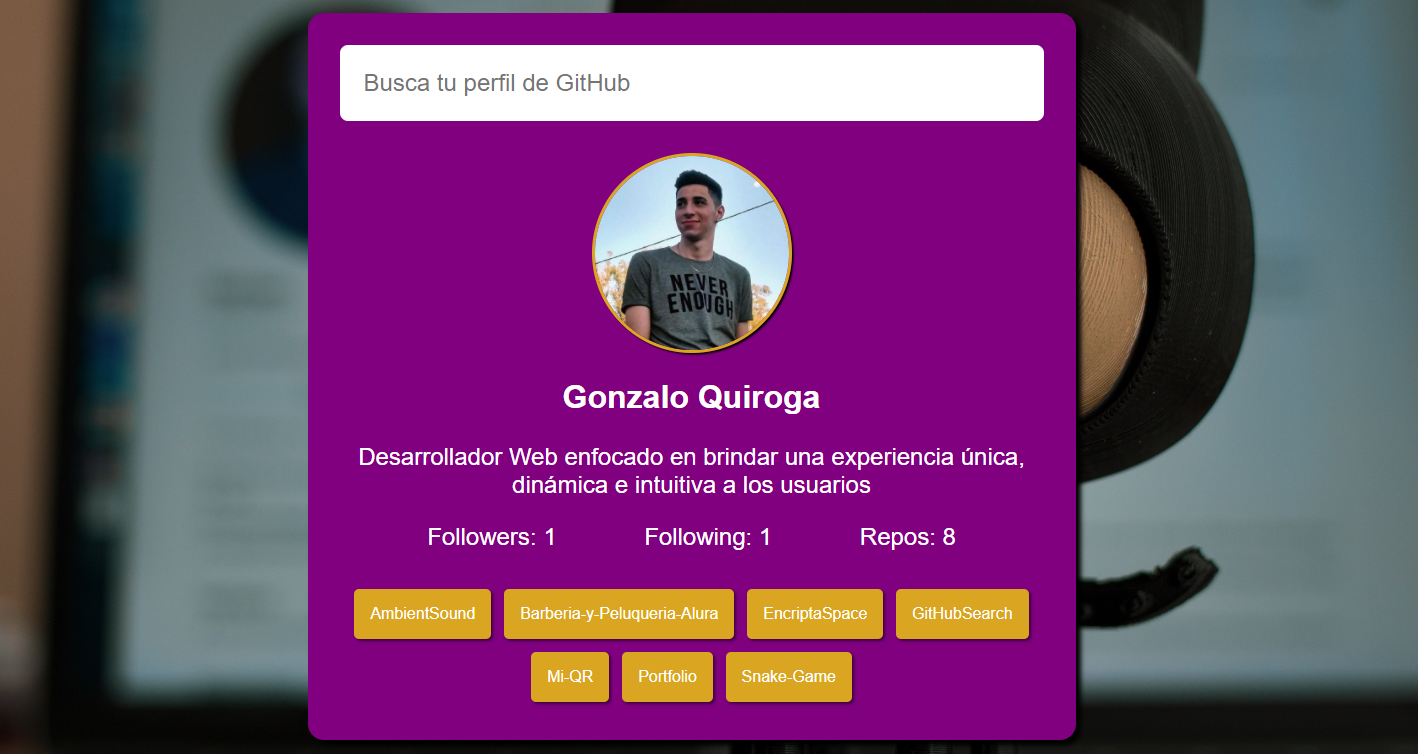 Busca tu perfil de GitHub
NEVER
ENOUGH
Gonzalo Quiroga
Desarrollador Web enfocado en brindar una experiencia única,
dinámica e intuitiva a los usuarios
Followers: 1 Following: 1 Repos: 8
AmbientSound Barberia-y-Peluqueria-Alura EncriptaSpace GitHubSearch
Mi-QR Portfolio Snake-Game